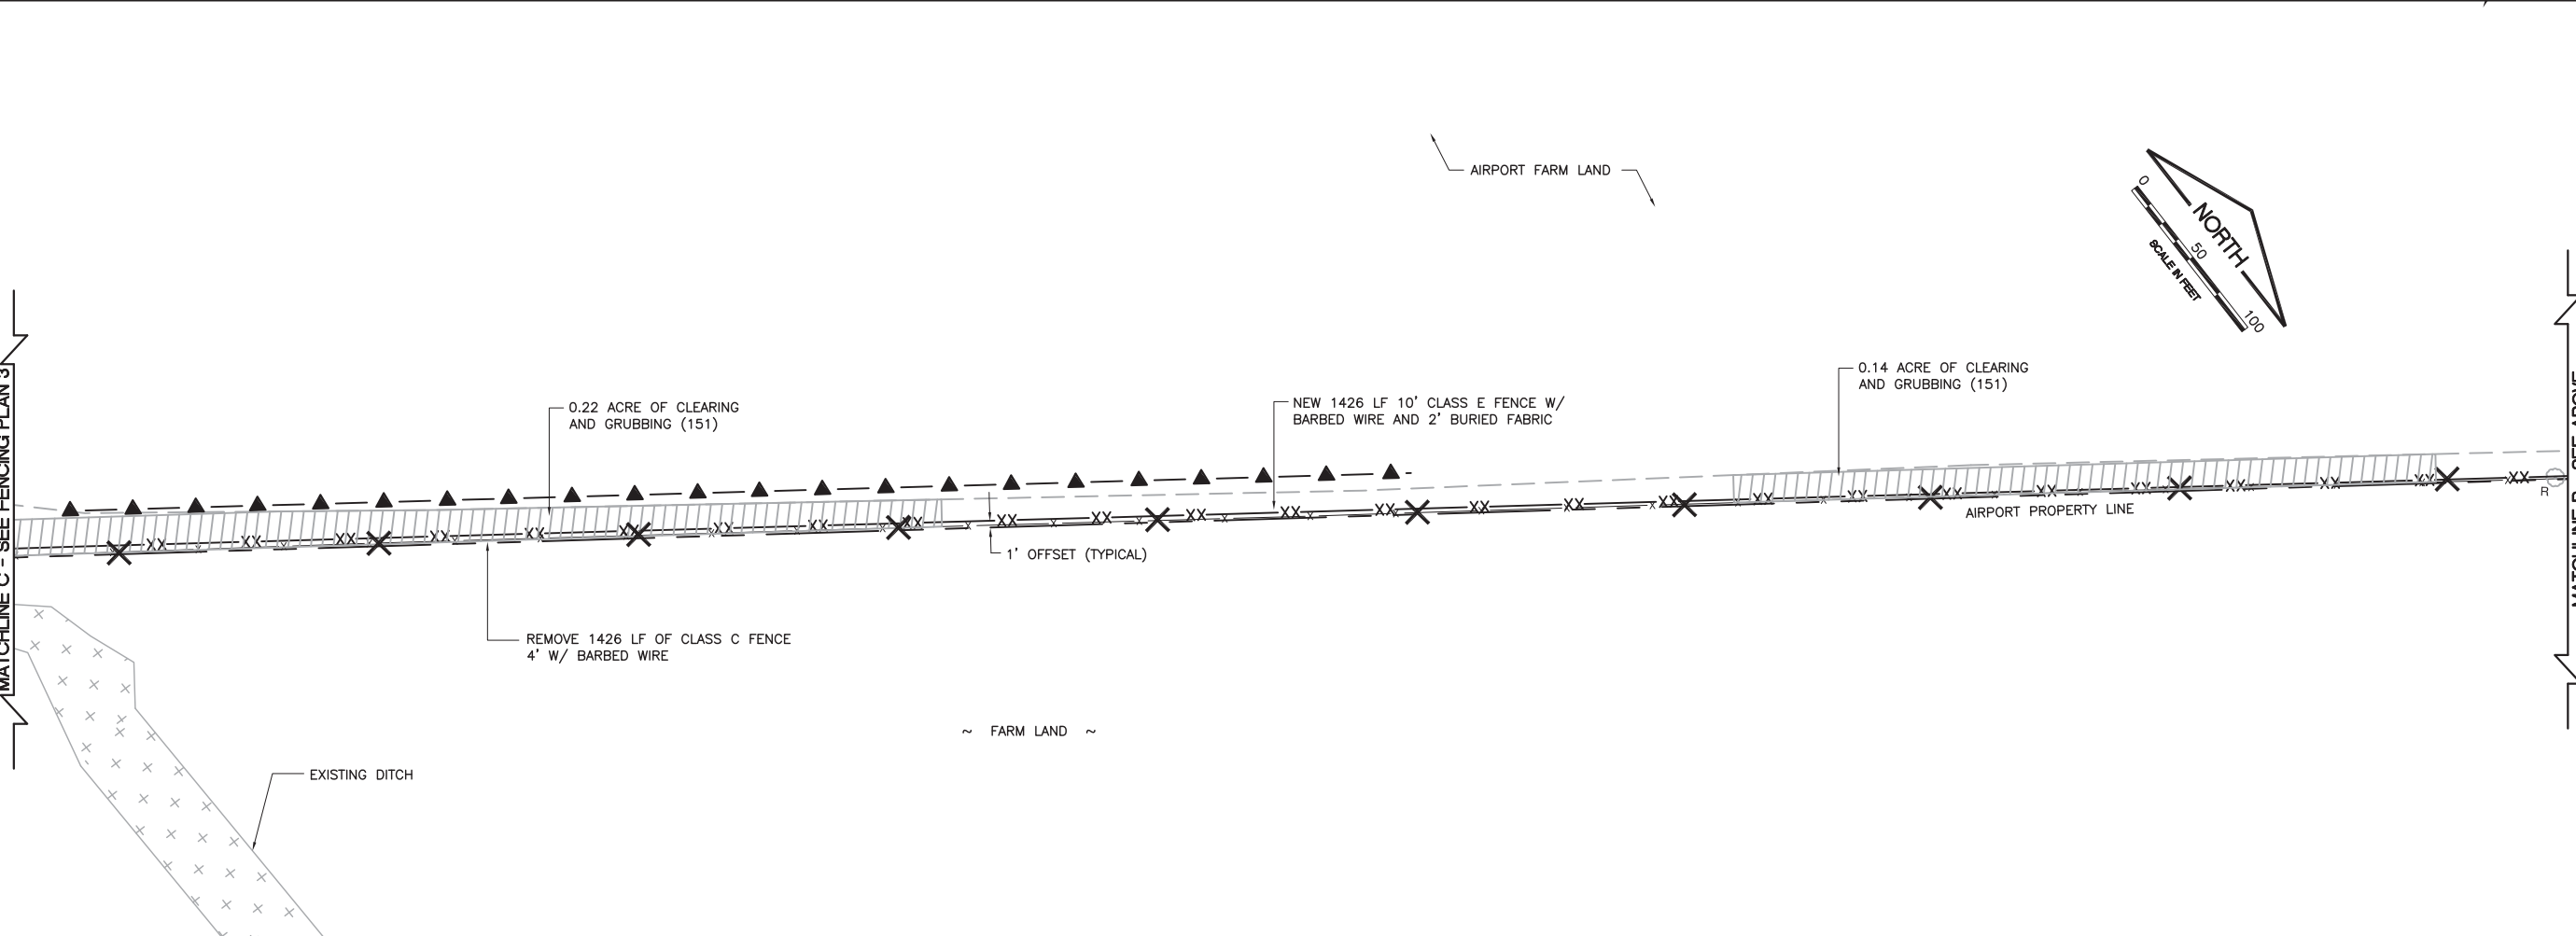 AIRPORT FARM LAND
0
NORTH
50
SCALE IN FEET
100
0.14 ACRE OF CLEARING
AND GRUBBING (151)
0.22 ACRE OF CLEARING
AND GRUBBING (151)
NEW 1426 LF 10' CLASS E FENCE W/
BARBED WIRE AND 2' BURIED FABRIC
MATCHLINE C - SEE FENCING PLAN 3
R
AIRPORT PROPERTY LINE
1' OFFSET (TYPICAL)
REMOVE 1426 LF OF CLASS C FENCE
4' W/ BARBED WIRE
~ FARM LAND ~
EXISTING DITCH